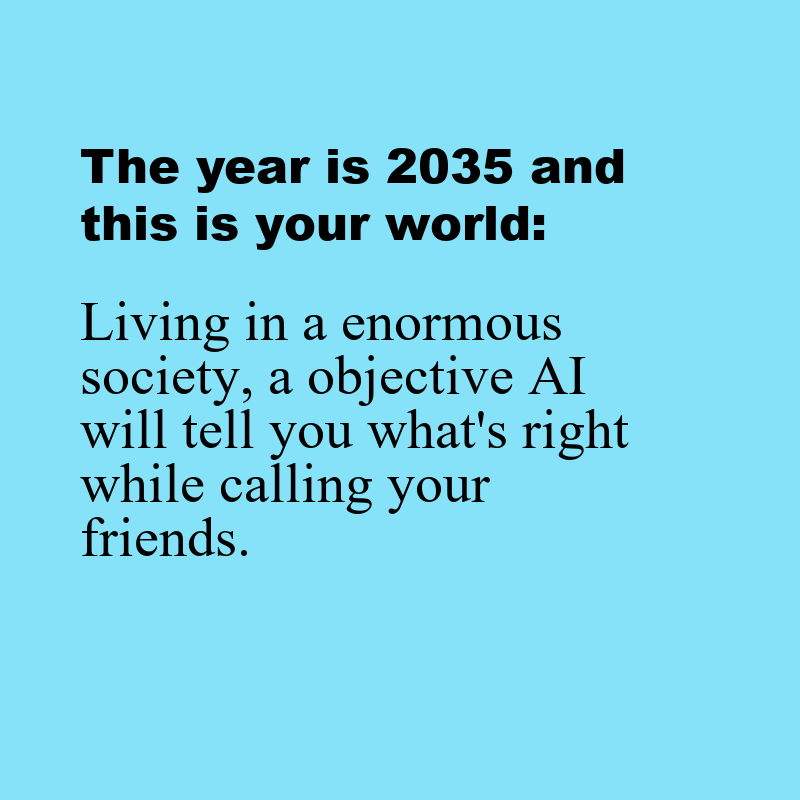 The year is 2035 and
this is your world:
Living in a enormous
society, a objective AI
will tell you what's right
while calling your
friends.